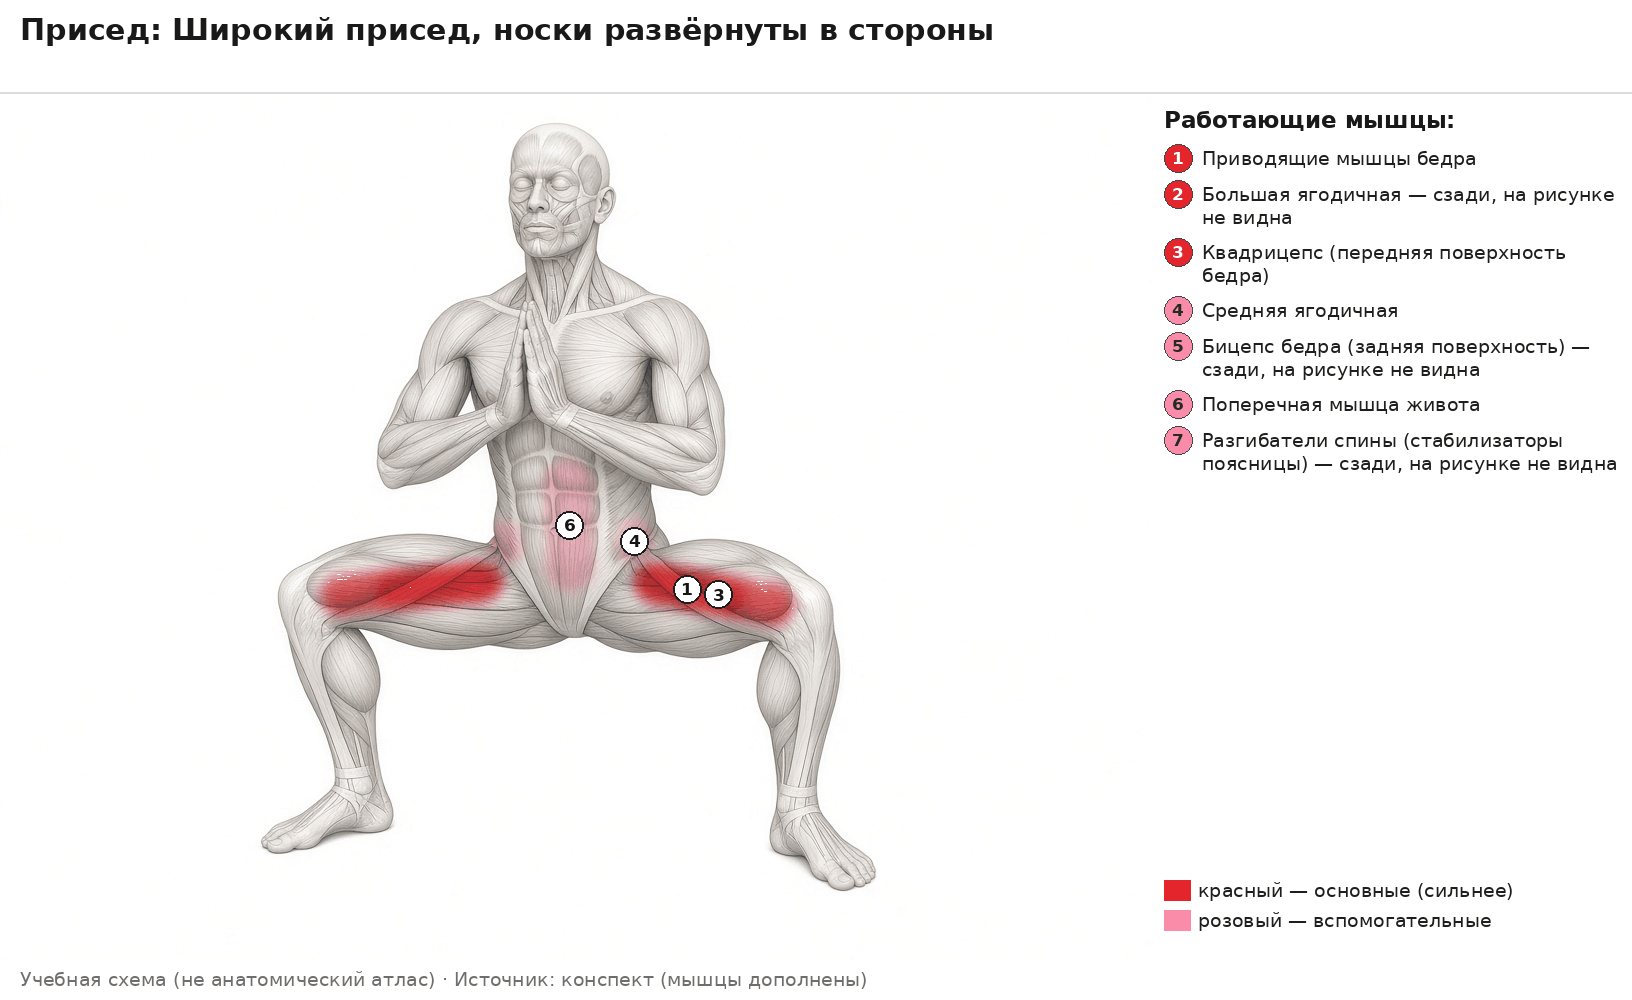 Присед: Широкий присед, носки развёрнуты в стороны
Работающие мышцы:
1 Приводящие мышцы бедра
2 Большая ягодичная — сзади, на рисунке
не видна
3 Квадрицепс (передняя поверхность
бедра)
4 Средняя ягодичная
5 Бицепс бедра (задняя поверхность) —
сзади, на рисунке не видна
6 Поперечная мышца живота
7 Разгибатели спины (стабилизаторы
поясницы) — сзади, на рисунке не видна
6
4
1
3
красный — основные (сильнее)
розовый — вспомогательные
Учебная схема (не анатомический атлас) · Источник: конспект (мышцы дополнены)